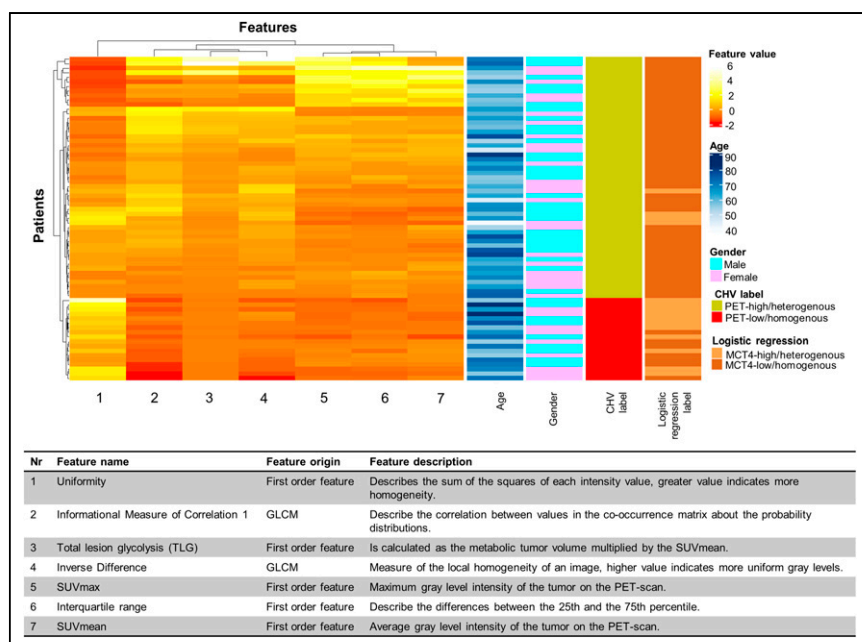 Features
Patients
1 2 3 4 5 6 7
Age
Gender
CHV
label
Logistic
regression
label
Feature value
6
4
2
0
-2
Age
90
80
70
60
50
40
Gender
Male
Female
CHV label
PET-high/heterogenous
PET-low/homogenous
Logistic regression
MCT4-high/heterogenous
MCT4-low/homogenous
Nr Feature name Feature origin Feature description
1 Uniformity First order feature Describes the sum of the squares of each intensity value, greater value indicates more
homogeneity.
2 Informational Measure of Correlation 1 GLCM Describe the correlation between values in the co-occurrence matrix about the probability
distributions.
3 Total lesion glycolysis (TLG) First order feature Is calculated as the metabolic tumor volume multiplied by the SUVmean.
4 Inverse Difference GLCM Measure of the local homogeneity of an image, higher value indicates more uniform gray levels.
5 SUVmax First order feature Maximum gray level intensity of the tumor on the PET-scan.
6 Interquartile range First order feature Describe the differences between the 25th and the 75th percentile.
7 SUVmean First order feature Average gray level intensity of the tumor on the PET-scan.